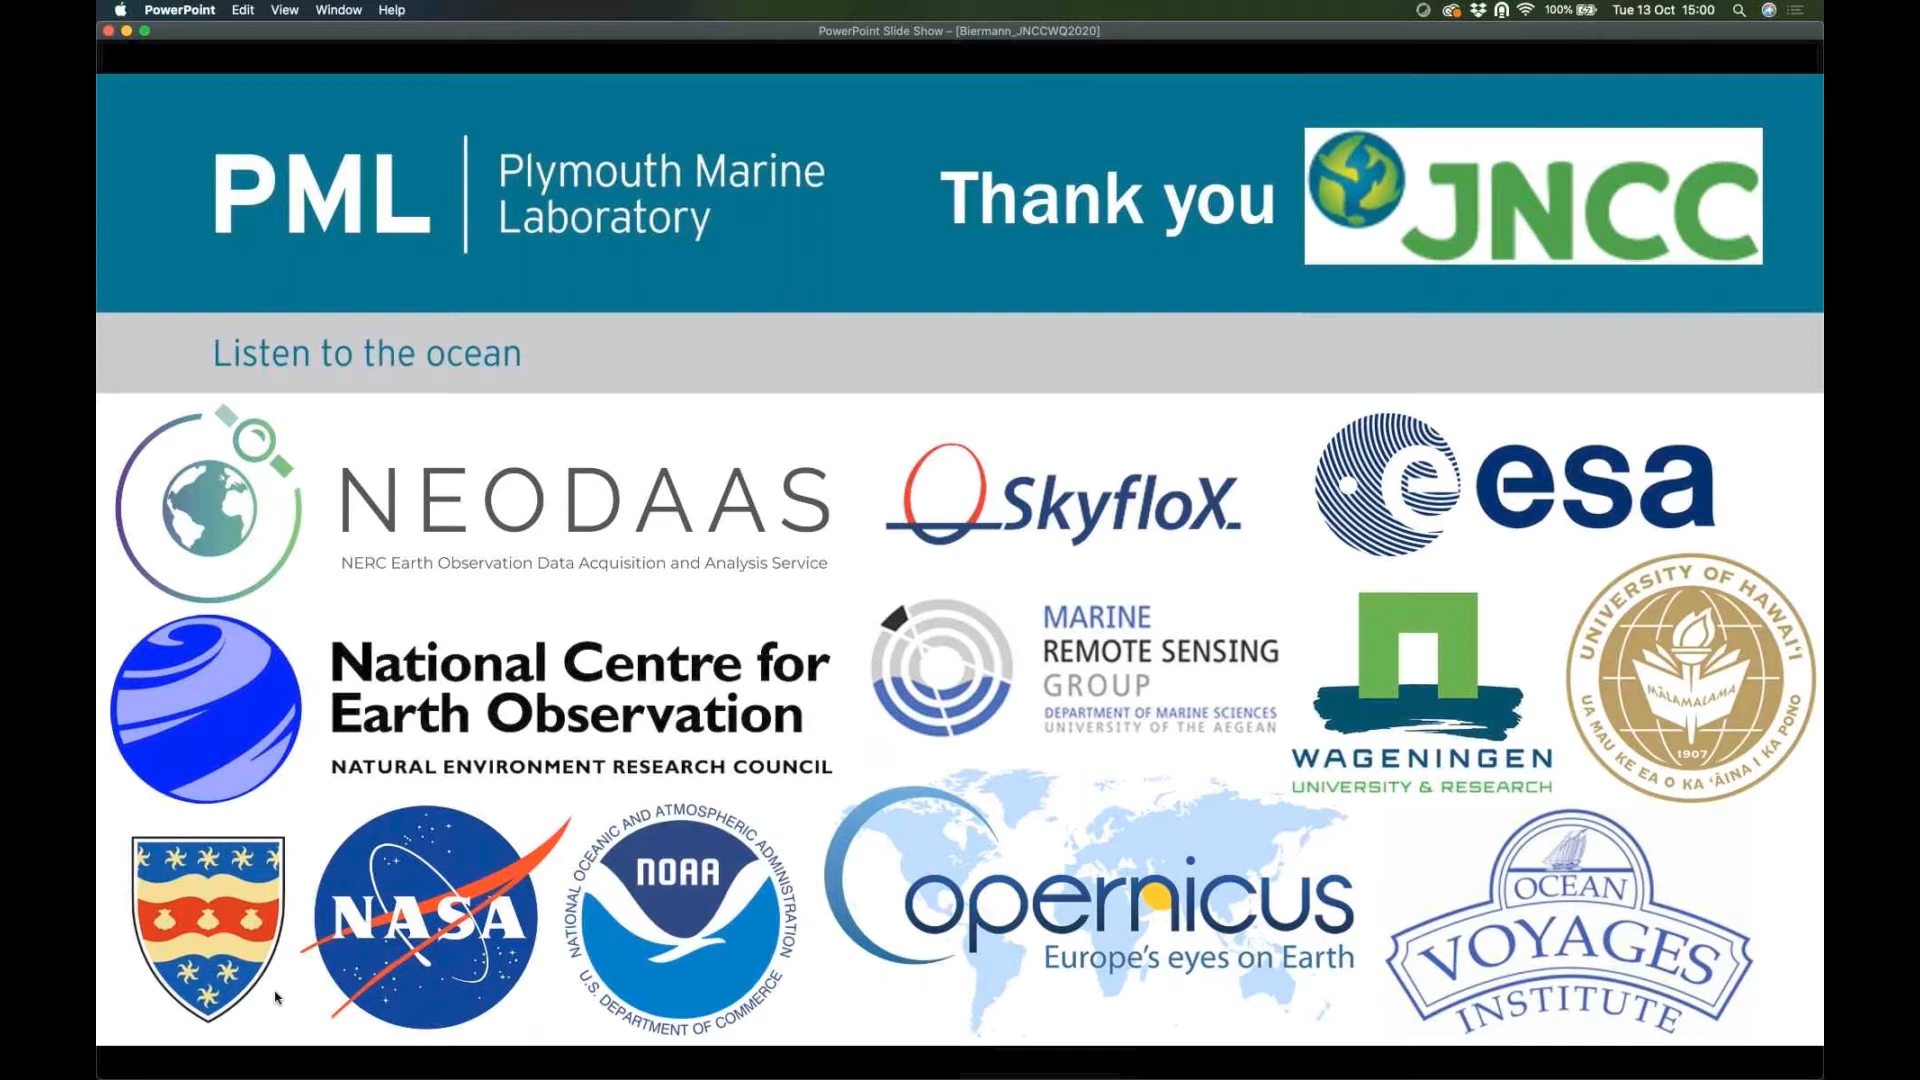 PowerPoint Edit View Window Help
100% Tue 13 Oct 15:00
PowerPoint Slide Show – [Biermann_JNCCWQ2020]
PML
Plymouth Marine
Laboratory
Thank you
JNCC
Listen to the ocean
NEODAAS
NERC Earth Observation Data Acquisition and Analysis Service
SkyfloX
esa
National Centre for
Earth Observation
NATURAL ENVIRONMENT RESEARCH COUNCIL
MARINE
REMOTE SENSING
GROUP
DEPARTMENT OF MARINE SCIENCES
UNIVERSITY OF THE AEGEAN
WAGENINGEN
UNIVERSITY & RESEARCH
UNIVERSITY OF HAWAI‘I
MĀLAMALAMA
1907
UA MAU KE EA O KA ‘ĀINA I KA PONO
NASA
NATIONAL OCEANIC AND ATMOSPHERIC ADMINISTRATION
NOAA
U.S. DEPARTMENT OF COMMERCE
opernicus
Europe's eyes on Earth
OCEAN
VOYAGES
INSTITUTE